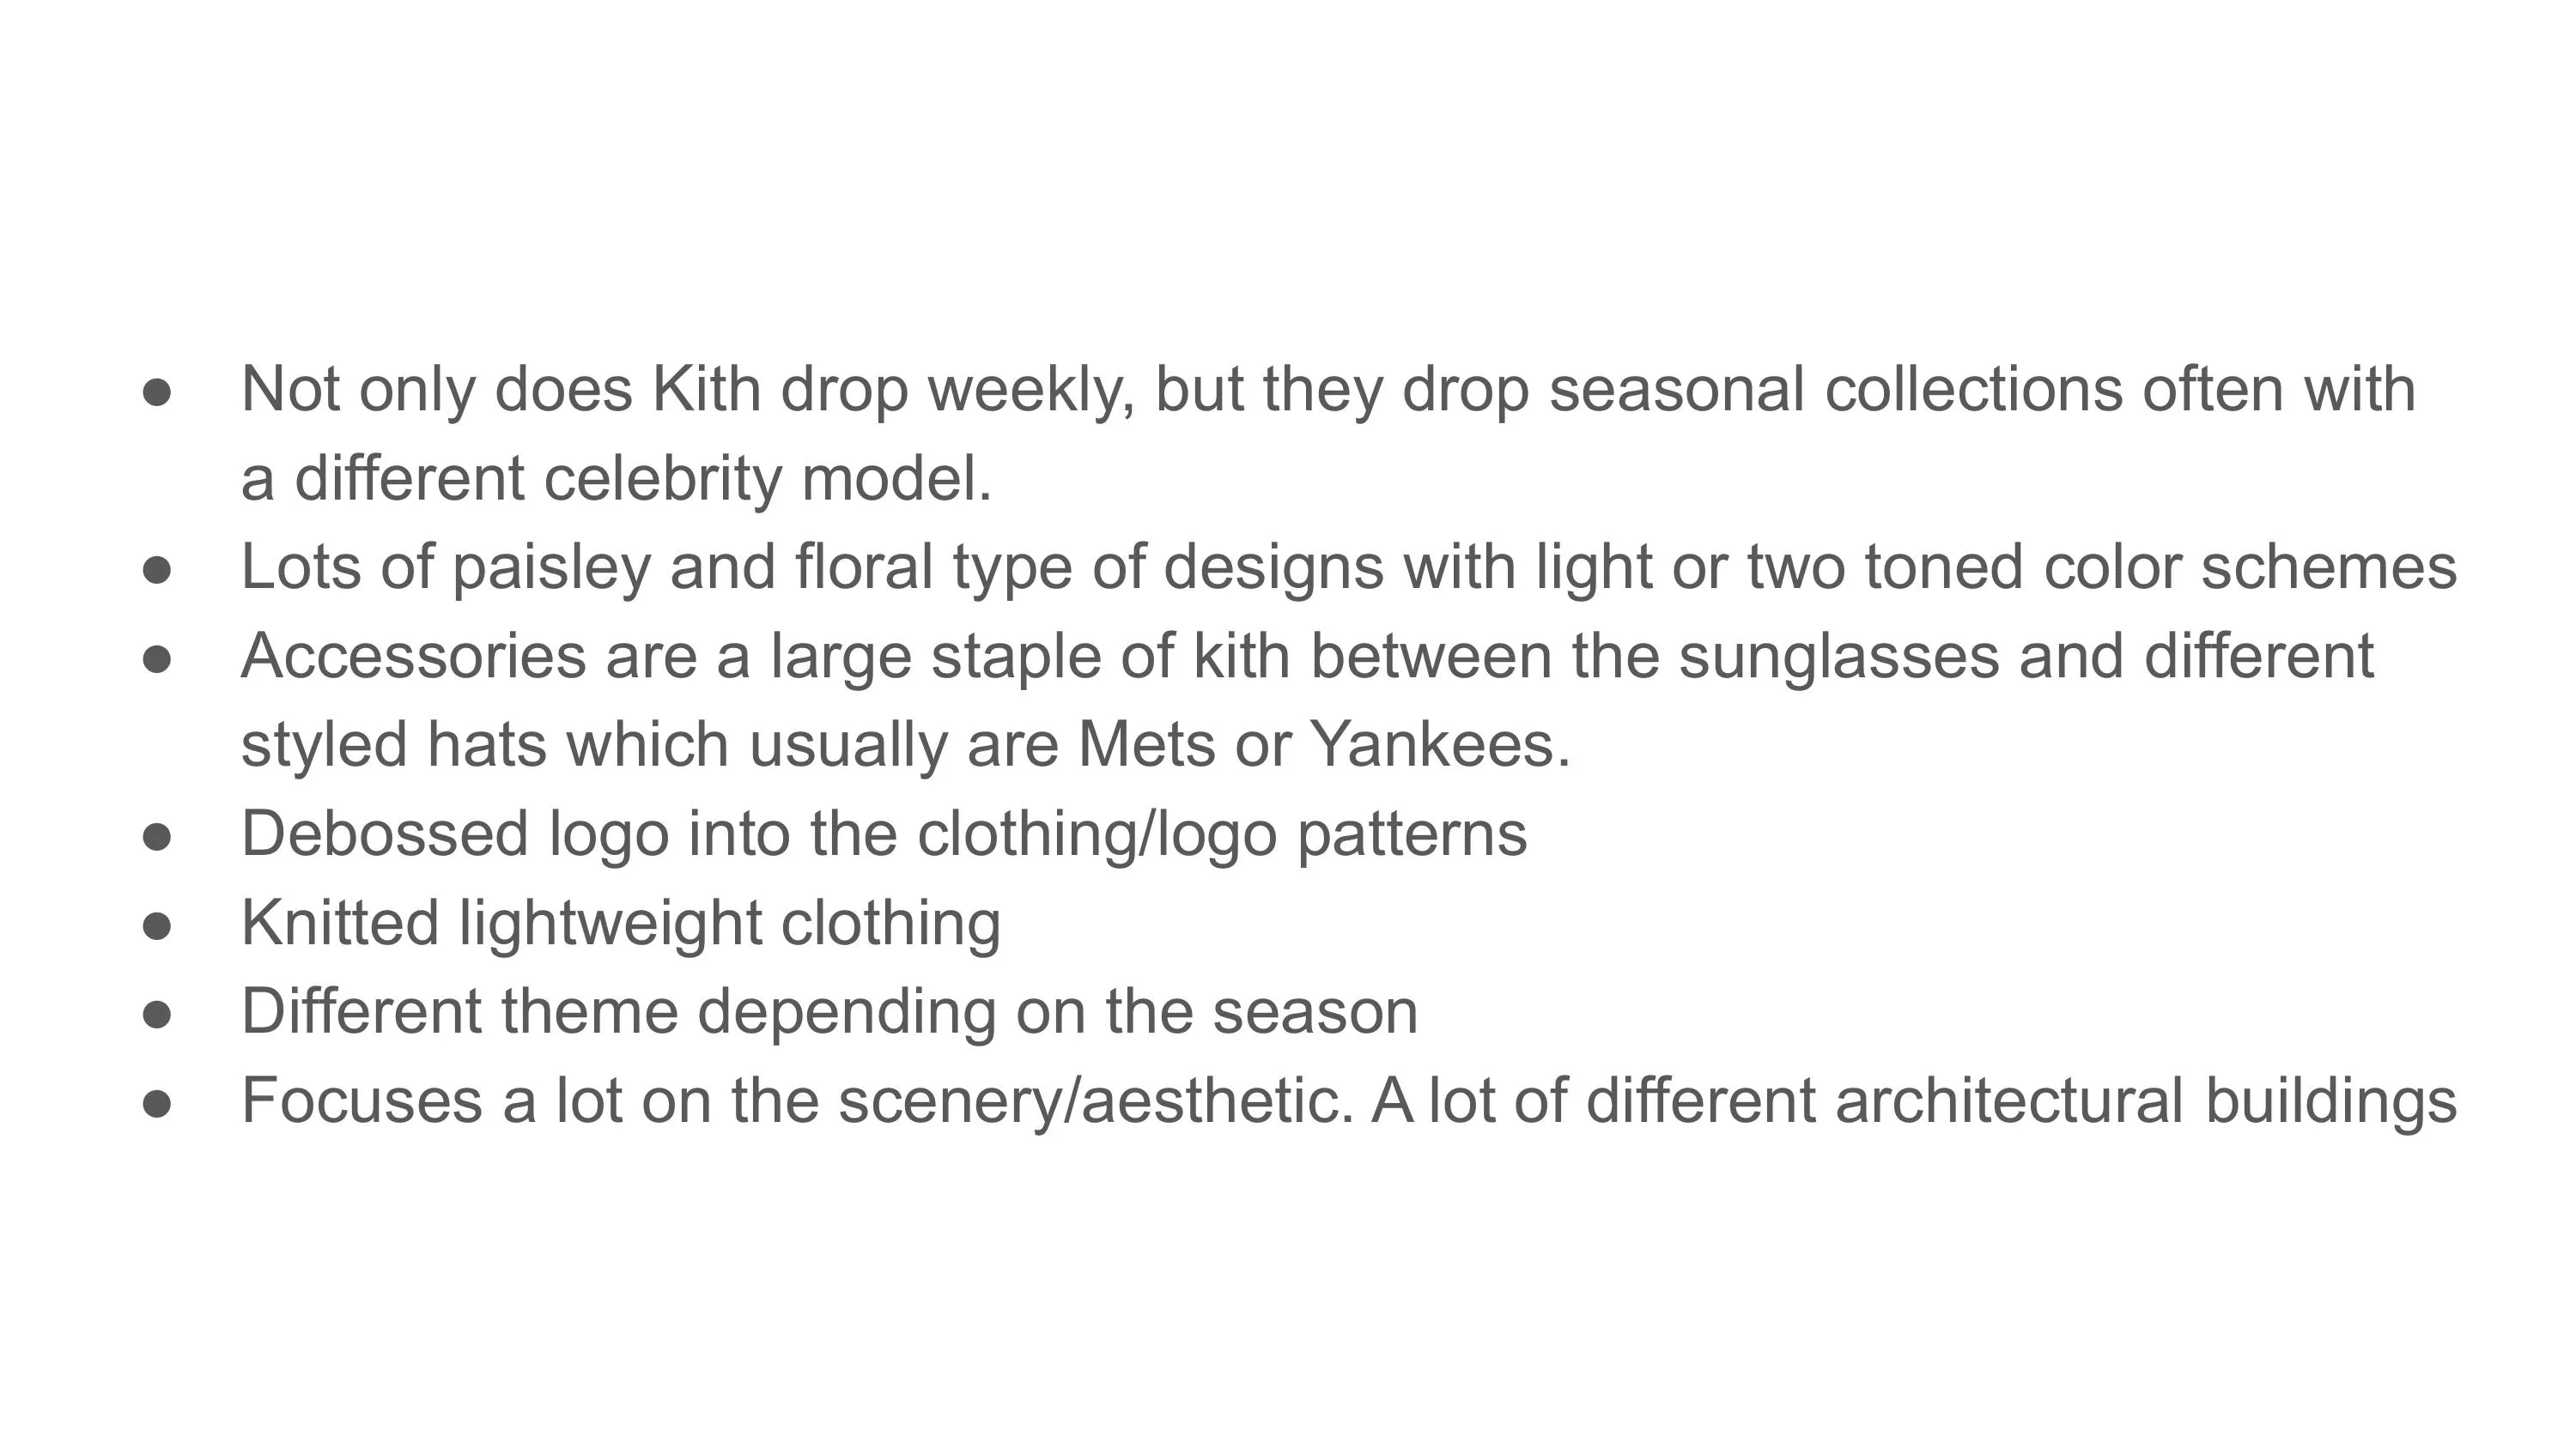 ● Not only does Kith drop weekly, but they drop seasonal collections often with
a different celebrity model.
● Lots of paisley and floral type of designs with light or two toned color schemes
● Accessories are a large staple of kith between the sunglasses and different
styled hats which usually are Mets or Yankees.
● Debossed logo into the clothing/logo patterns
● Knitted lightweight clothing
● Different theme depending on the season
● Focuses a lot on the scenery/aesthetic. A lot of different architectural buildings